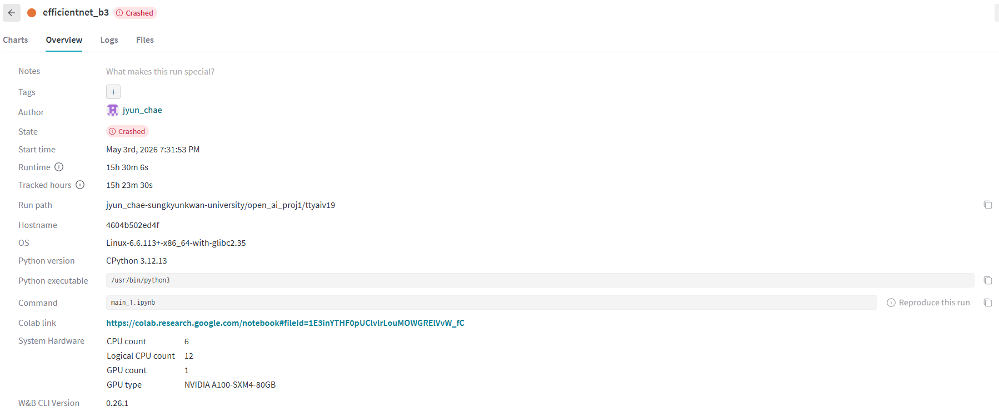 efficientnet_b3 Crashed
Charts Overview Logs Files
Notes What makes this run special?
Tags +
Author jyun_chae
State Crashed
Start time May 3rd, 2026 7:31:53 PM
Runtime 15h 30m 6s
Tracked hours 15h 23m 30s
Run path jyun_chae-sungkyunkwan-university/open_ai_proj1/ttyaiv19
Hostname 4604b502ed4f
OS Linux-6.6.113+-x86_64-with-glibc2.35
Python version CPython 3.12.13
Python executable /usr/bin/python3
Command main_1.ipynb Reproduce this run
Colab link https://colab.research.google.com/notebook#fileId=1E3inYTHF0pUClvlrLouMOWGRElVvW_fC
System Hardware CPU count 6
Logical CPU count 12
GPU count 1
GPU type NVIDIA A100-SXM4-80GB
W&B CLI Version 0.26.1